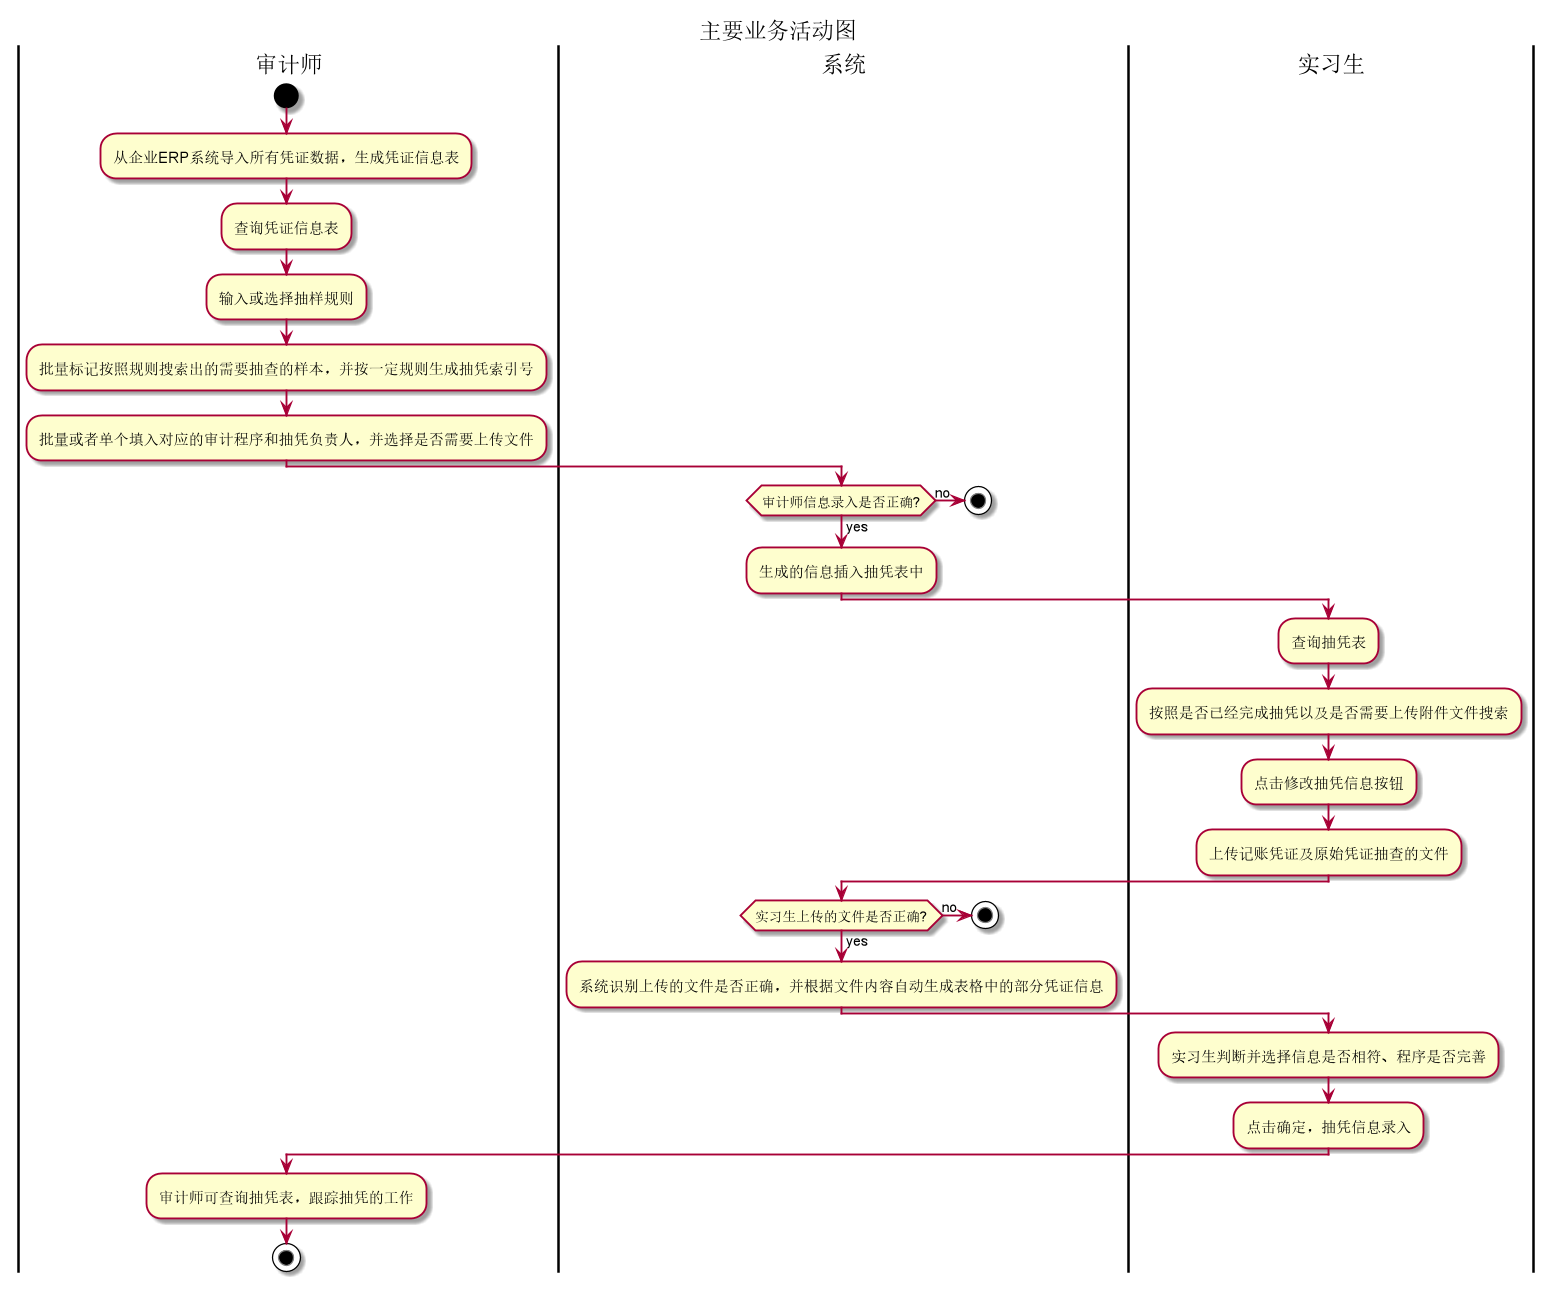 主要业务活动图
审计师
系统
实习生
从企业ERP系统导入所有凭证数据，生成凭证信息表
查询凭证信息表
输入或选择抽样规则
批量标记按照规则搜索出的需要抽查的样本，并按一定规则生成抽凭索引号
批量或者单个填入对应的审计程序和抽凭负责人，并选择是否需要上传文件
审计师信息录入是否正确?
no
yes
生成的信息插入抽凭表中
查询抽凭表
按照是否已经完成抽凭以及是否需要上传附件文件搜索
点击修改抽凭信息按钮
上传记账凭证及原始凭证抽查的文件
实习生上传的文件是否正确?
no
yes
系统识别上传的文件是否正确，并根据文件内容自动生成表格中的部分凭证信息
实习生判断并选择信息是否相符、程序是否完善
点击确定，抽凭信息录入
审计师可查询抽凭表，跟踪抽凭的工作